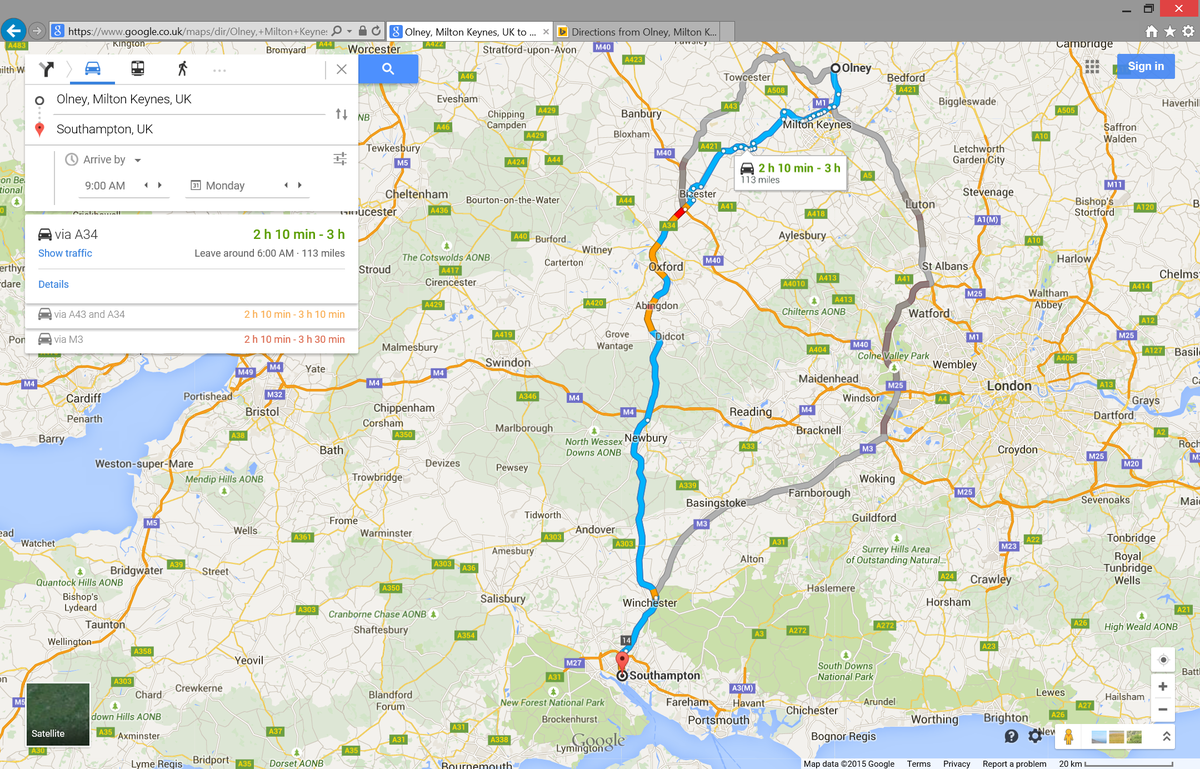 https://www.google.co.uk/maps/dir/Olney,+Milton+Keynes
Olney, Milton Keynes, UK to ...
Directions from Olney, Milton K...
Sign in
Olney, Milton Keynes, UK
Southampton, UK
Arrive by
9:00 AM
31 Monday
via A34 2 h 10 min - 3 h
Show traffic Leave around 6:00 AM - 113 miles
Details
via A43 and A34 2 h 10 min - 3 h 10 min
via M3 2 h 10 min - 3 h 30 min
2 h 10 min - 3 h
113 miles
Kington
Bromyard
Worcester
Stratford-upon-Avon
Cambridge
Towcester
Olney
Bedford
Biggleswade
Haverhil
Evesham
Chipping
Campden
Banbury
Bloxham
Milton Keynes
Saffron
Walden
Letchworth
Garden City
Tewkesbury
Stevenage
Cheltenham
Bourton-on-the-Water
Bicester
Luton
Bishop's
Stortford
Aylesbury
Burford
Witney
Carterton
The Cotswolds AONB
Stroud
Cirencester
Oxford
St Albans
Harlow
Chelms
Abingdon
Chilterns AONB
Watford
Waltham
Abbey
Grove
Wantage
Didcot
Malmesbury
Swindon
Colne Valley Park
Wembley
London
Basil
Yate
Maidenhead
Windsor
Cardiff
Penarth
Portishead
Bristol
Chippenham
Corsham
Reading
Bracknell
Grays
Dartford
Barry
Bath
Marlborough
North Wessex
Downs AONB
Newbury
Croydon
Weston-super-Mare
Mendip Hills AONB
Devizes
Pewsey
Trowbridge
Basingstoke
Farnborough
Woking
Sevenoaks
Frome
Warminster
Tidworth
Andover
Guildford
Watchet
Wells
Amesbury
Alton
Surrey Hills Area
of Outstanding Natural...
Tonbridge
Royal
Tunbridge
Wells
Quantock Hills AONB
Bridgwater
Street
Crawley
Bishop's
Lydeard
Taunton
Salisbury
Winchester
Haslemere
Horsham
Cranborne Chase AONB
Shaftesbury
High Weald AONB
Wellington
Yeovil
Southampton
South Downs
National Park
Chard
Crewkerne
Blandford
Forum
New Forest National Park
Fareham
Havant
Chichester
Arundel
Lewes
Hailsham
down Hills AONB
Axminster
Brockenhurst
Portsmouth
Worthing
Brighton
Lymington
Bognor Regis
Lyme Regis
Bridport
Dorset AONB
Bournemouth
Google
Satellite
Map data ©2015 Google Terms Privacy Report a problem 20 km